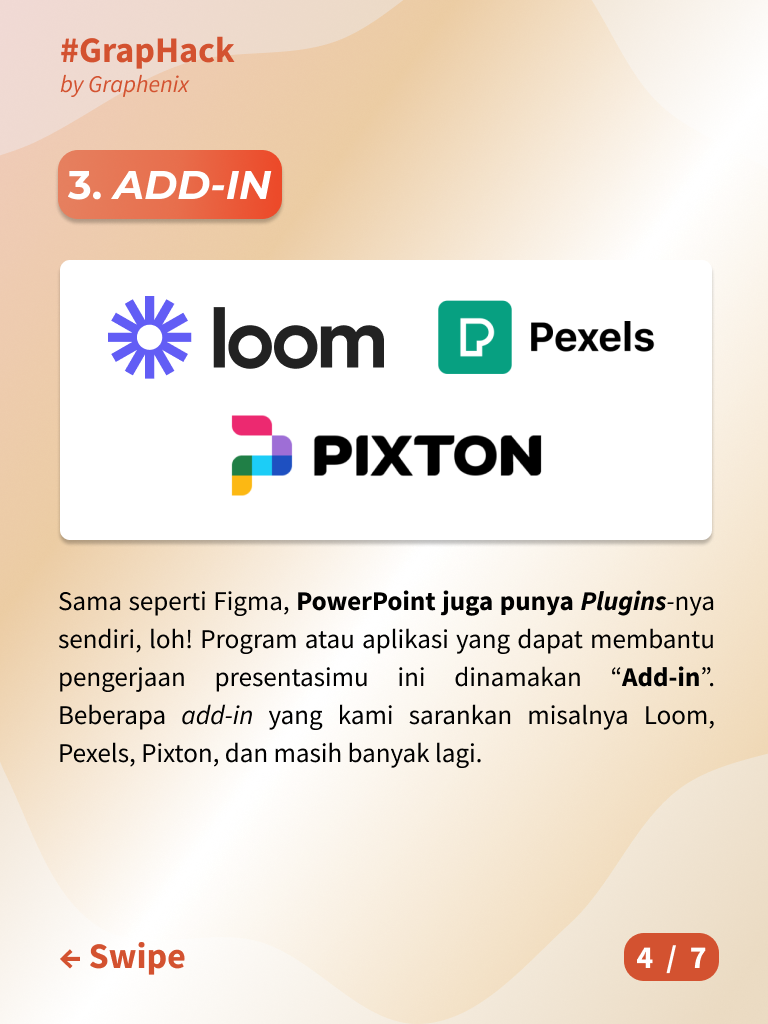 #GrapHack
by Graphenix
3. ADD-IN
loom
Pexels
PIXTON
Sama seperti Figma, PowerPoint juga punya Plugins-nya
sendiri, loh! Program atau aplikasi yang dapat membantu
pengerjaan presentasimu ini dinamakan “Add-in”.
Beberapa add-in yang kami sarankan misalnya Loom,
Pexels, Pixton, dan masih banyak lagi.
← Swipe
4 / 7